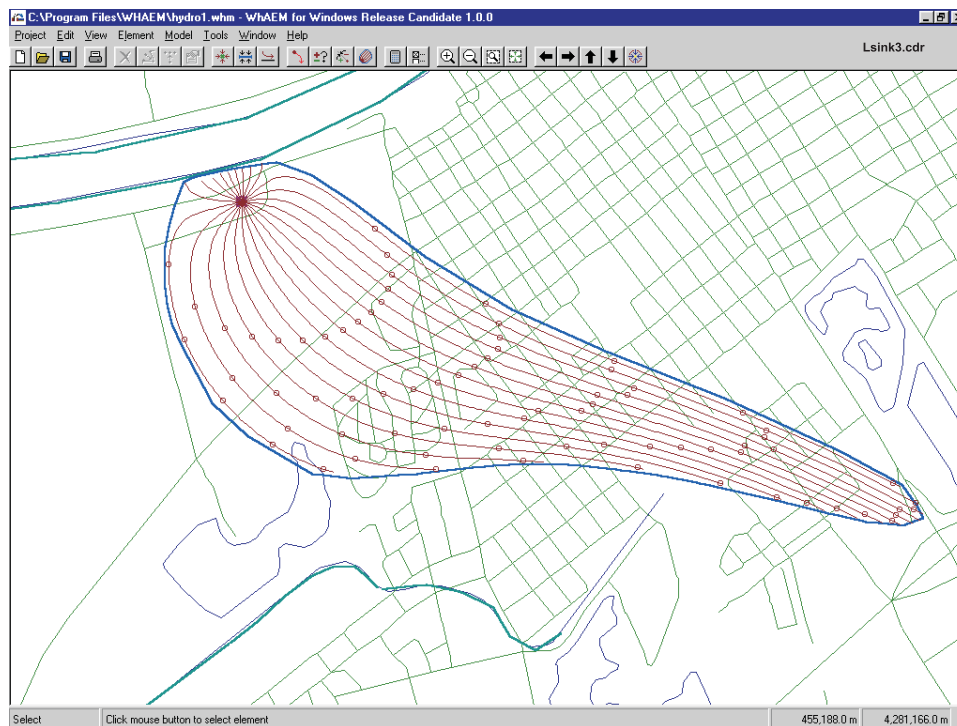 C:\Program Files\WHAEM\hydro1.whm - WhAEM for Windows Release Candidate 1.0.0
Project Edit View Element Model Tools Window Help
Lsink3.cdr
Select Click mouse button to select element 455,188.0 m 4,281,166.0 m